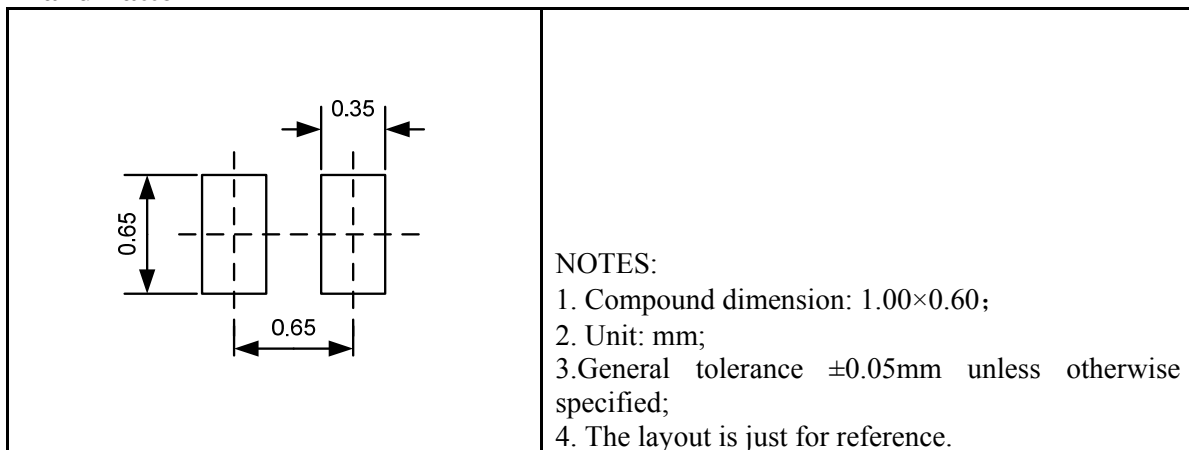 0.35
0.65
0.65
NOTES:
1. Compound dimension: 1.00×0.60；
2. Unit: mm;
3.General tolerance ±0.05mm unless otherwise
specified;
4. The layout is just for reference.